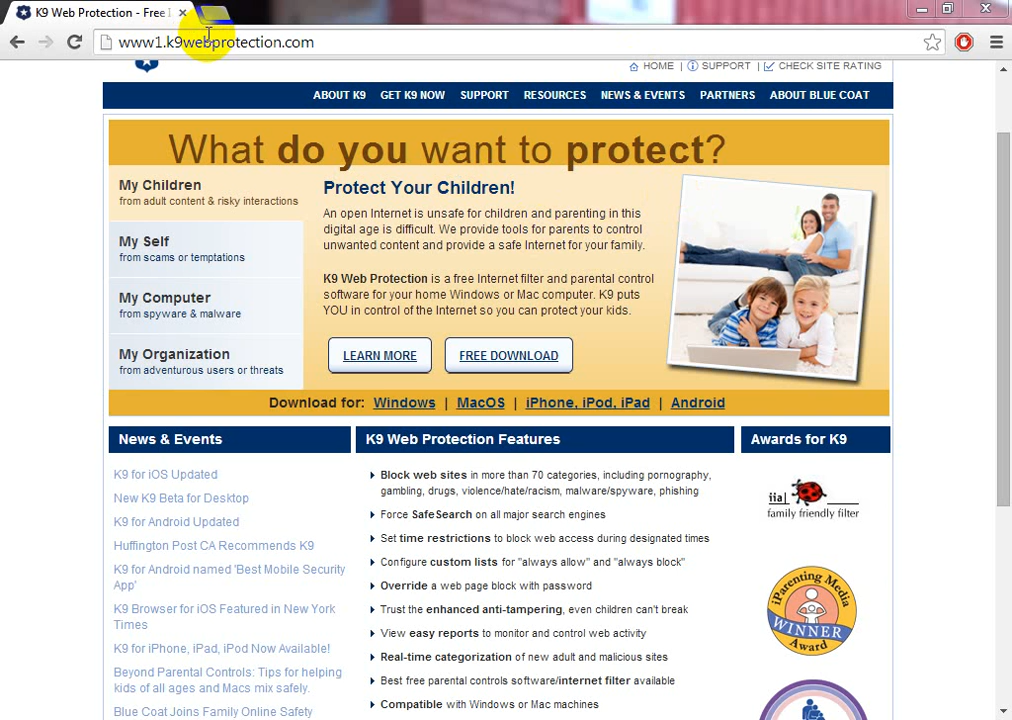 K9 Web Protection - Free
www1.k9webprotection.com
HOME | SUPPORT | CHECK SITE RATING
ABOUT K9 GET K9 NOW SUPPORT RESOURCES NEWS & EVENTS PARTNERS ABOUT BLUE COAT
What do you want to protect?
My Children
from adult content & risky interactions
My Self
from scams or temptations
My Computer
from spyware & malware
My Organization
from adventurous users or threats
Protect Your Children!
An open Internet is unsafe for children and parenting in this
digital age is difficult. We provide tools for parents to control
unwanted content and provide a safe Internet for your family.
K9 Web Protection is a free Internet filter and parental control
software for your home Windows or Mac computer. K9 puts
YOU in control of the Internet so you can protect your kids.
LEARN MORE FREE DOWNLOAD
Download for: Windows | MacOS | iPhone, iPod, iPad | Android
News & Events
K9 for iOS Updated
New K9 Beta for Desktop
K9 for Android Updated
Huffington Post CA Recommends K9
K9 for Android named 'Best Mobile Security
App'
K9 Browser for iOS Featured in New York
Times
K9 for iPhone, iPad, iPod Now Available!
Beyond Parental Controls: Tips for helping
kids of all ages and Macs mix safely.
Blue Coat Joins Family Online Safety
K9 Web Protection Features
Block web sites in more than 70 categories, including pornography,
gambling, drugs, violence/hate/racism, malware/spyware, phishing
Force SafeSearch on all major search engines
Set time restrictions to block web access during designated times
Configure custom lists for "always allow" and "always block"
Override a web page block with password
Trust the enhanced anti-tampering, even children can't break
View easy reports to monitor and control web activity
Real-time categorization of new adult and malicious sites
Best free parental controls software/internet filter available
Compatible with Windows or Mac machines
Awards for K9
iia
family friendly filter
iParenting Media
WINNER
Award